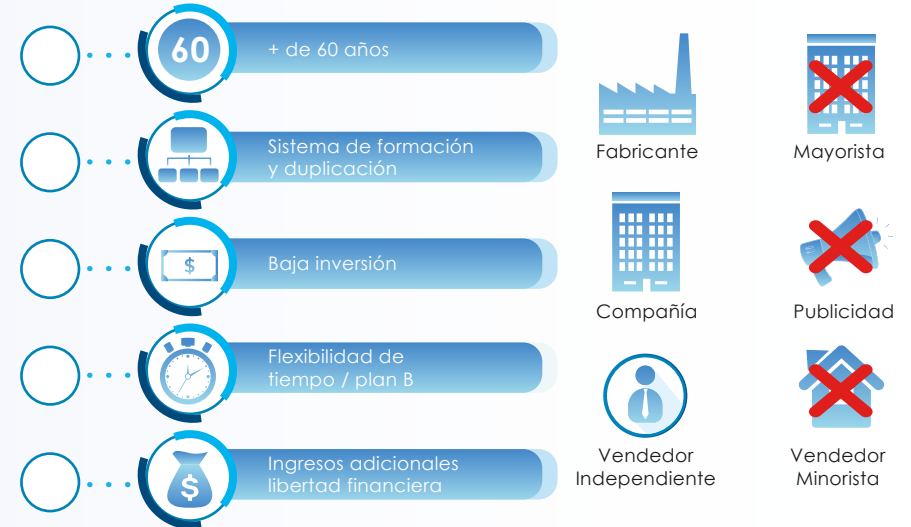 60
+ de 60 años
Sistema de formación
y duplicación
$
Baja inversión
Flexibilidad de
tiempo / plan B
$
Ingresos adicionales
libertad financiera
Fabricante
Mayorista
Compañía
Publicidad
Vendedor
Independiente
Vendedor
Minorista